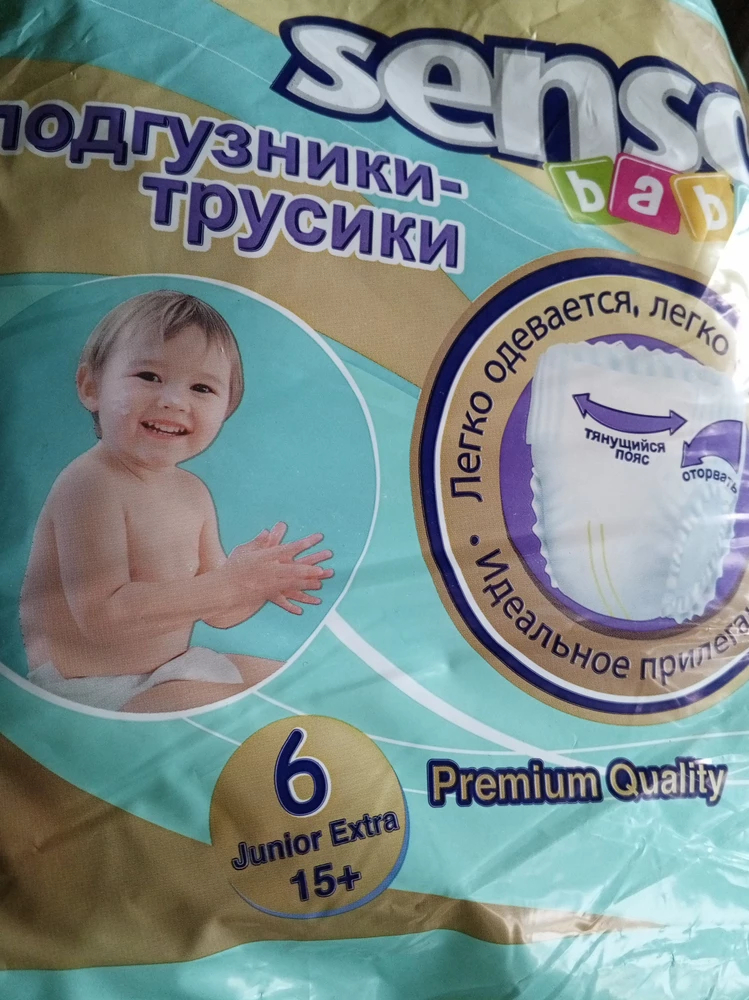 senso
bab
подгузники-
трусики
Легко одевается, легко
тянущийся
пояс
оторвать
• Идеальное прилега
6
Junior Extra
15+
Premium Quality